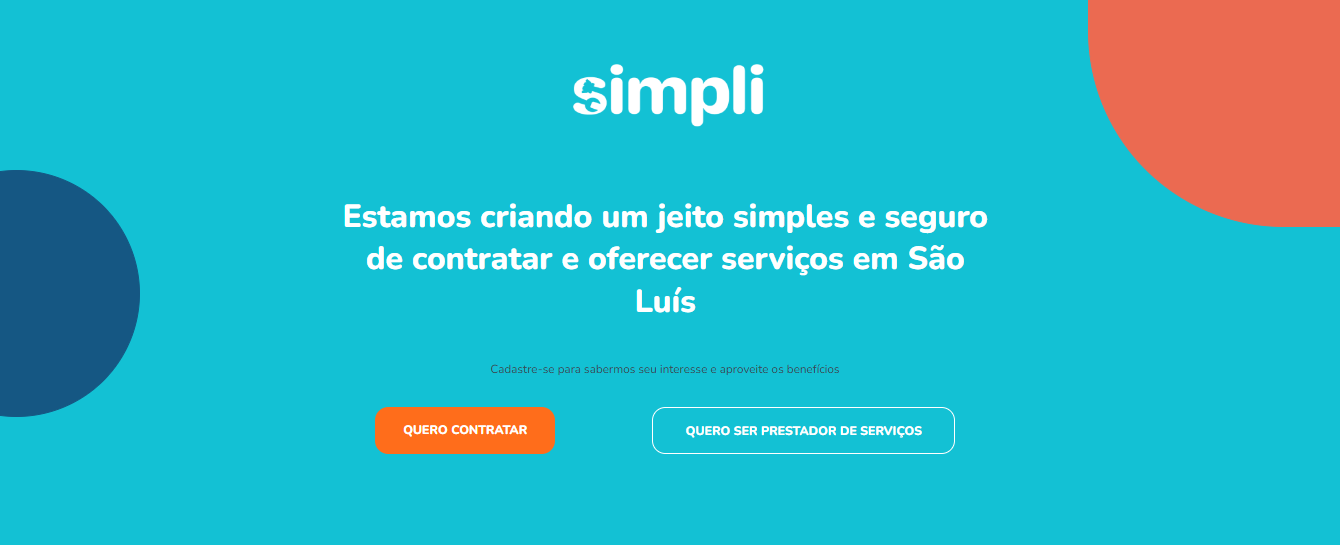 simpli
Estamos criando um jeito simples e seguro
de contratar e oferecer serviços em São
Luís
Cadastre-se para sabermos seu interesse e aproveite os benefícios
QUERO CONTRATAR
QUERO SER PRESTADOR DE SERVIÇOS